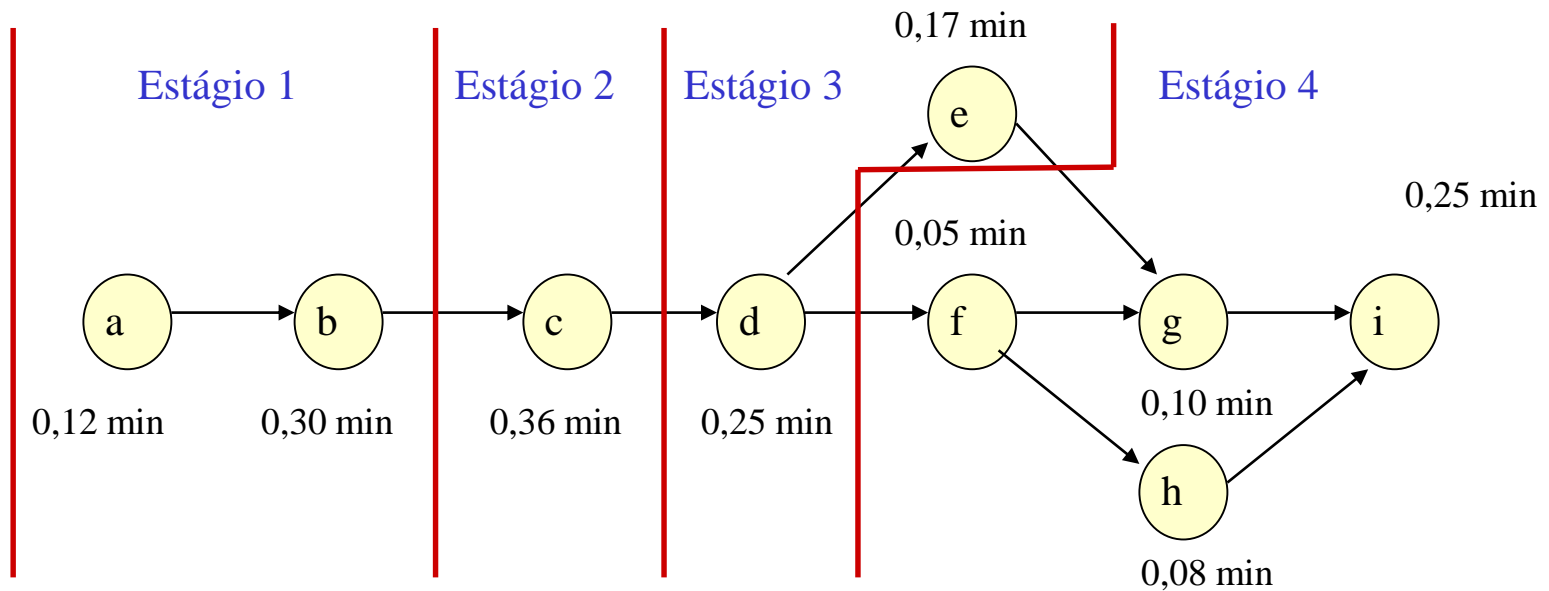 0,17 min
Estágio 1
Estágio 2
Estágio 3
Estágio 4
e
0,25 min
0,05 min
a
b
c
d
f
g
i
0,12 min
0,30 min
0,36 min
0,25 min
0,10 min
h
0,08 min